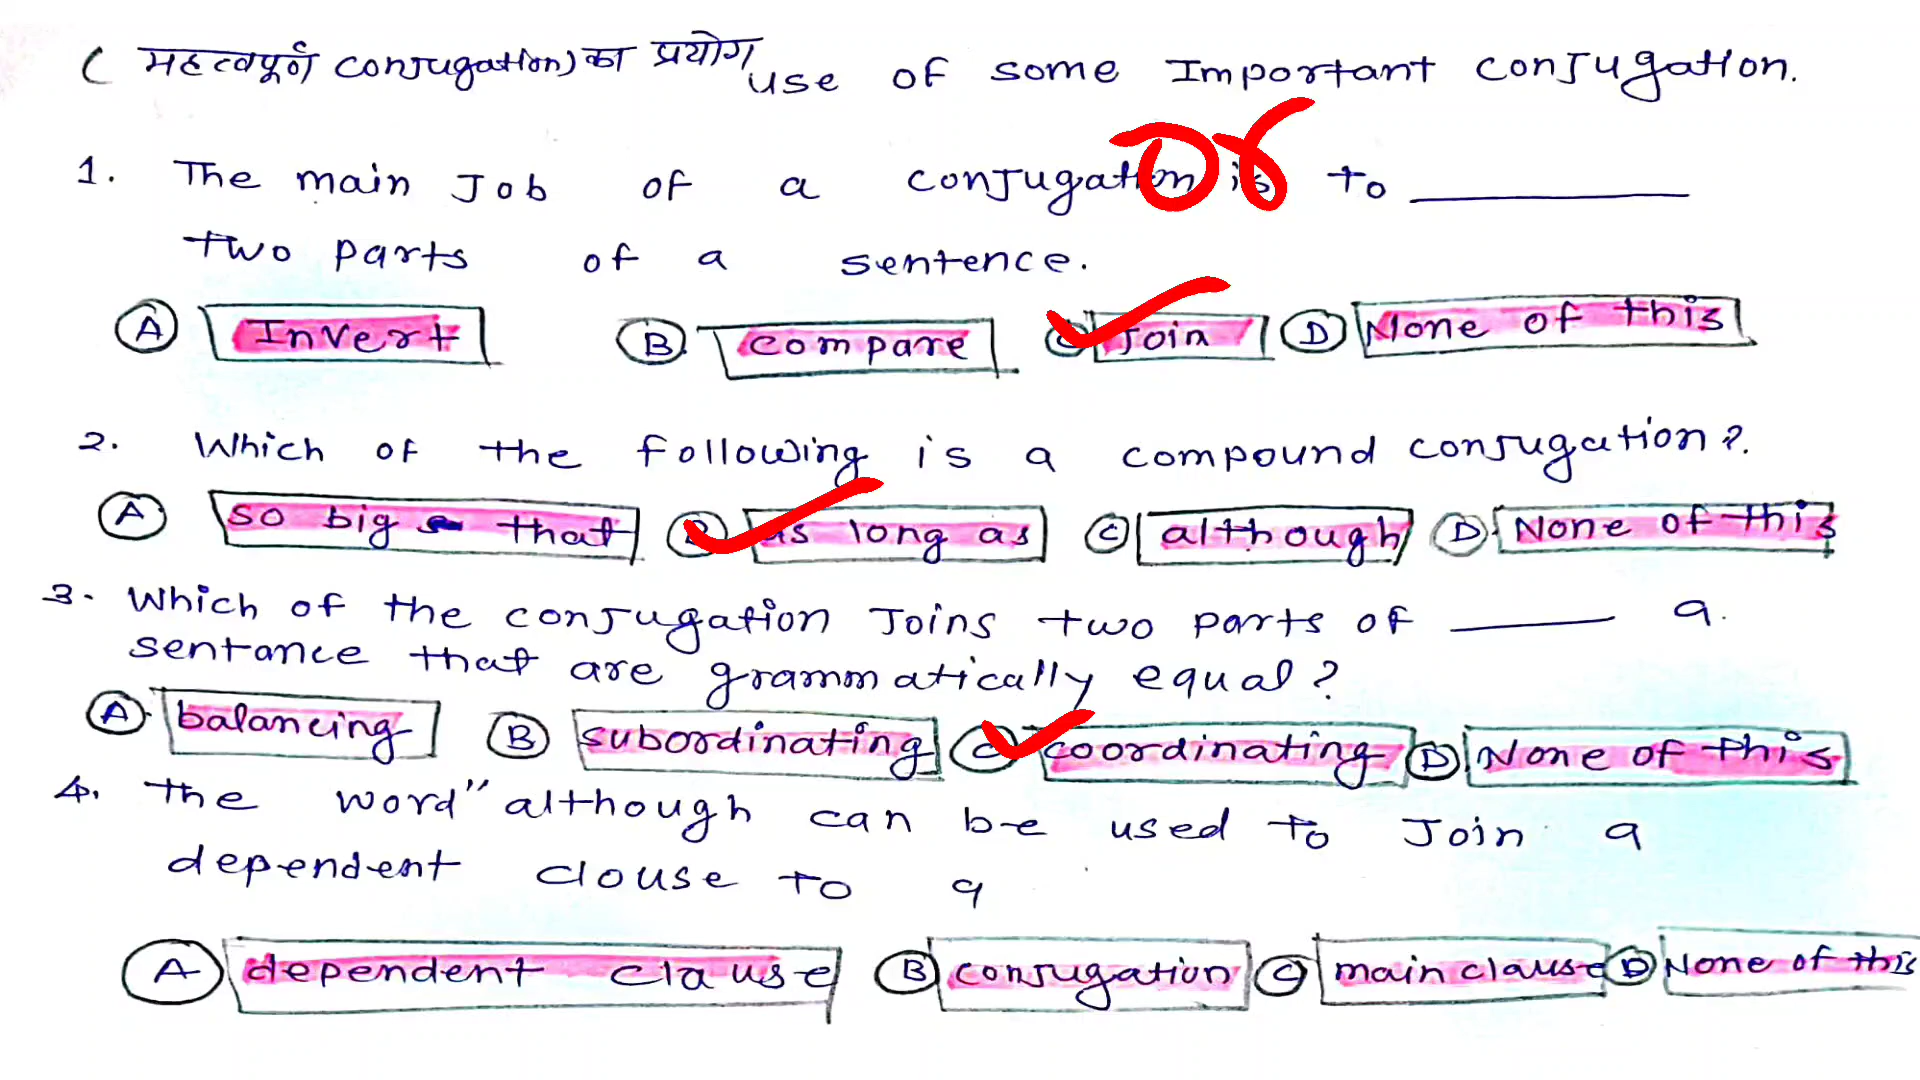 ( महत्वपूर्ण conjugation) का प्रयोग use of some Important conjugation.
or
1. The main Job of a conjugation is to ________
two parts of a sentence.
A Invert B compare C Join D None of this
2. Which of the following is a compound conjugation?.
A so big that B as long as C although D None of this
3. Which of the conjugation Joins two parts of ____ a.
sentance that are grammatically equal?
A balancing B subordinating C coordinating D None of this
4. The word" although can be used to Join a
dependent clouse to a
A dependent clause B conjugation C main clause D None of this